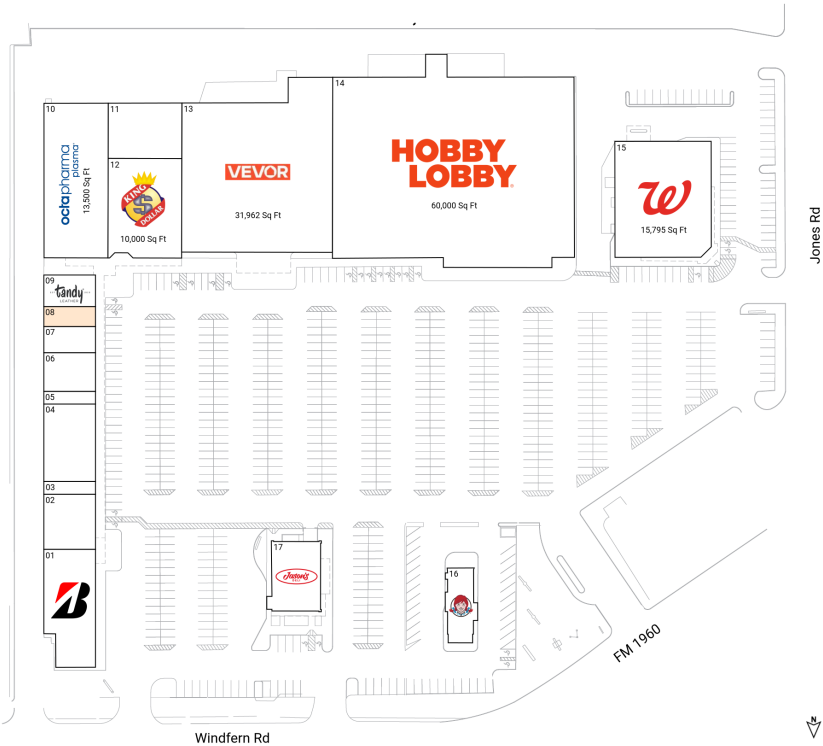 14
HOBBY
LOBBY
60,000 Sq Ft
10
octapharma
plasma
13,500 Sq Ft
11
12
KING
$
DOLLAR
10,000 Sq Ft
13
VEVOR
31,962 Sq Ft
15
W
15,795 Sq Ft
Jones Rd
09
tandy
LEATHER
08
07
06
05
04
03
02
01
B
17
Jason's
deli
16
FM 1960
Windfern Rd
N